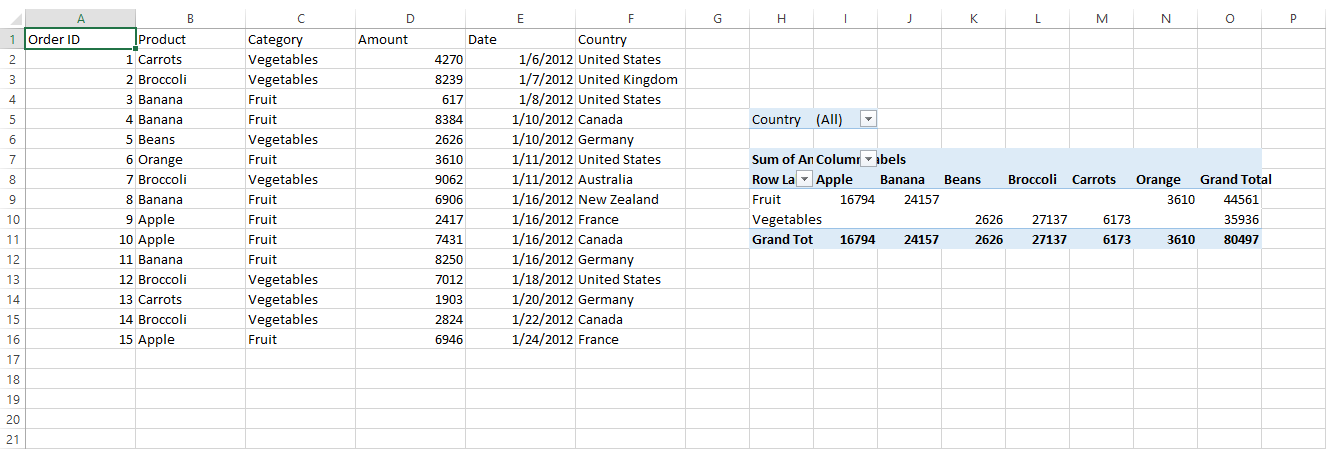 A B C D E F G H I J K L M N O P
1 Order ID Product Category Amount Date Country
2 1 Carrots Vegetables 4270 1/6/2012 United States
3 2 Broccoli Vegetables 8239 1/7/2012 United Kingdom
4 3 Banana Fruit 617 1/8/2012 United States
5 4 Banana Fruit 8384 1/10/2012 Canada Country (All)
6 5 Beans Vegetables 2626 1/10/2012 Germany
7 6 Orange Fruit 3610 1/11/2012 United States Sum of Am Column abels
8 7 Broccoli Vegetables 9062 1/11/2012 Australia Row La Apple Banana Beans Broccoli Carrots Orange Grand Total
9 8 Banana Fruit 6906 1/16/2012 New Zealand Fruit 16794 24157 3610 44561
10 9 Apple Fruit 2417 1/16/2012 France Vegetables 2626 27137 6173 35936
11 10 Apple Fruit 7431 1/16/2012 Canada Grand Tot 16794 24157 2626 27137 6173 3610 80497
12 11 Banana Fruit 8250 1/16/2012 Germany
13 12 Broccoli Vegetables 7012 1/18/2012 United States
14 13 Carrots Vegetables 1903 1/20/2012 Germany
15 14 Broccoli Vegetables 2824 1/22/2012 Canada
16 15 Apple Fruit 6946 1/24/2012 France
17
18
19
20
21